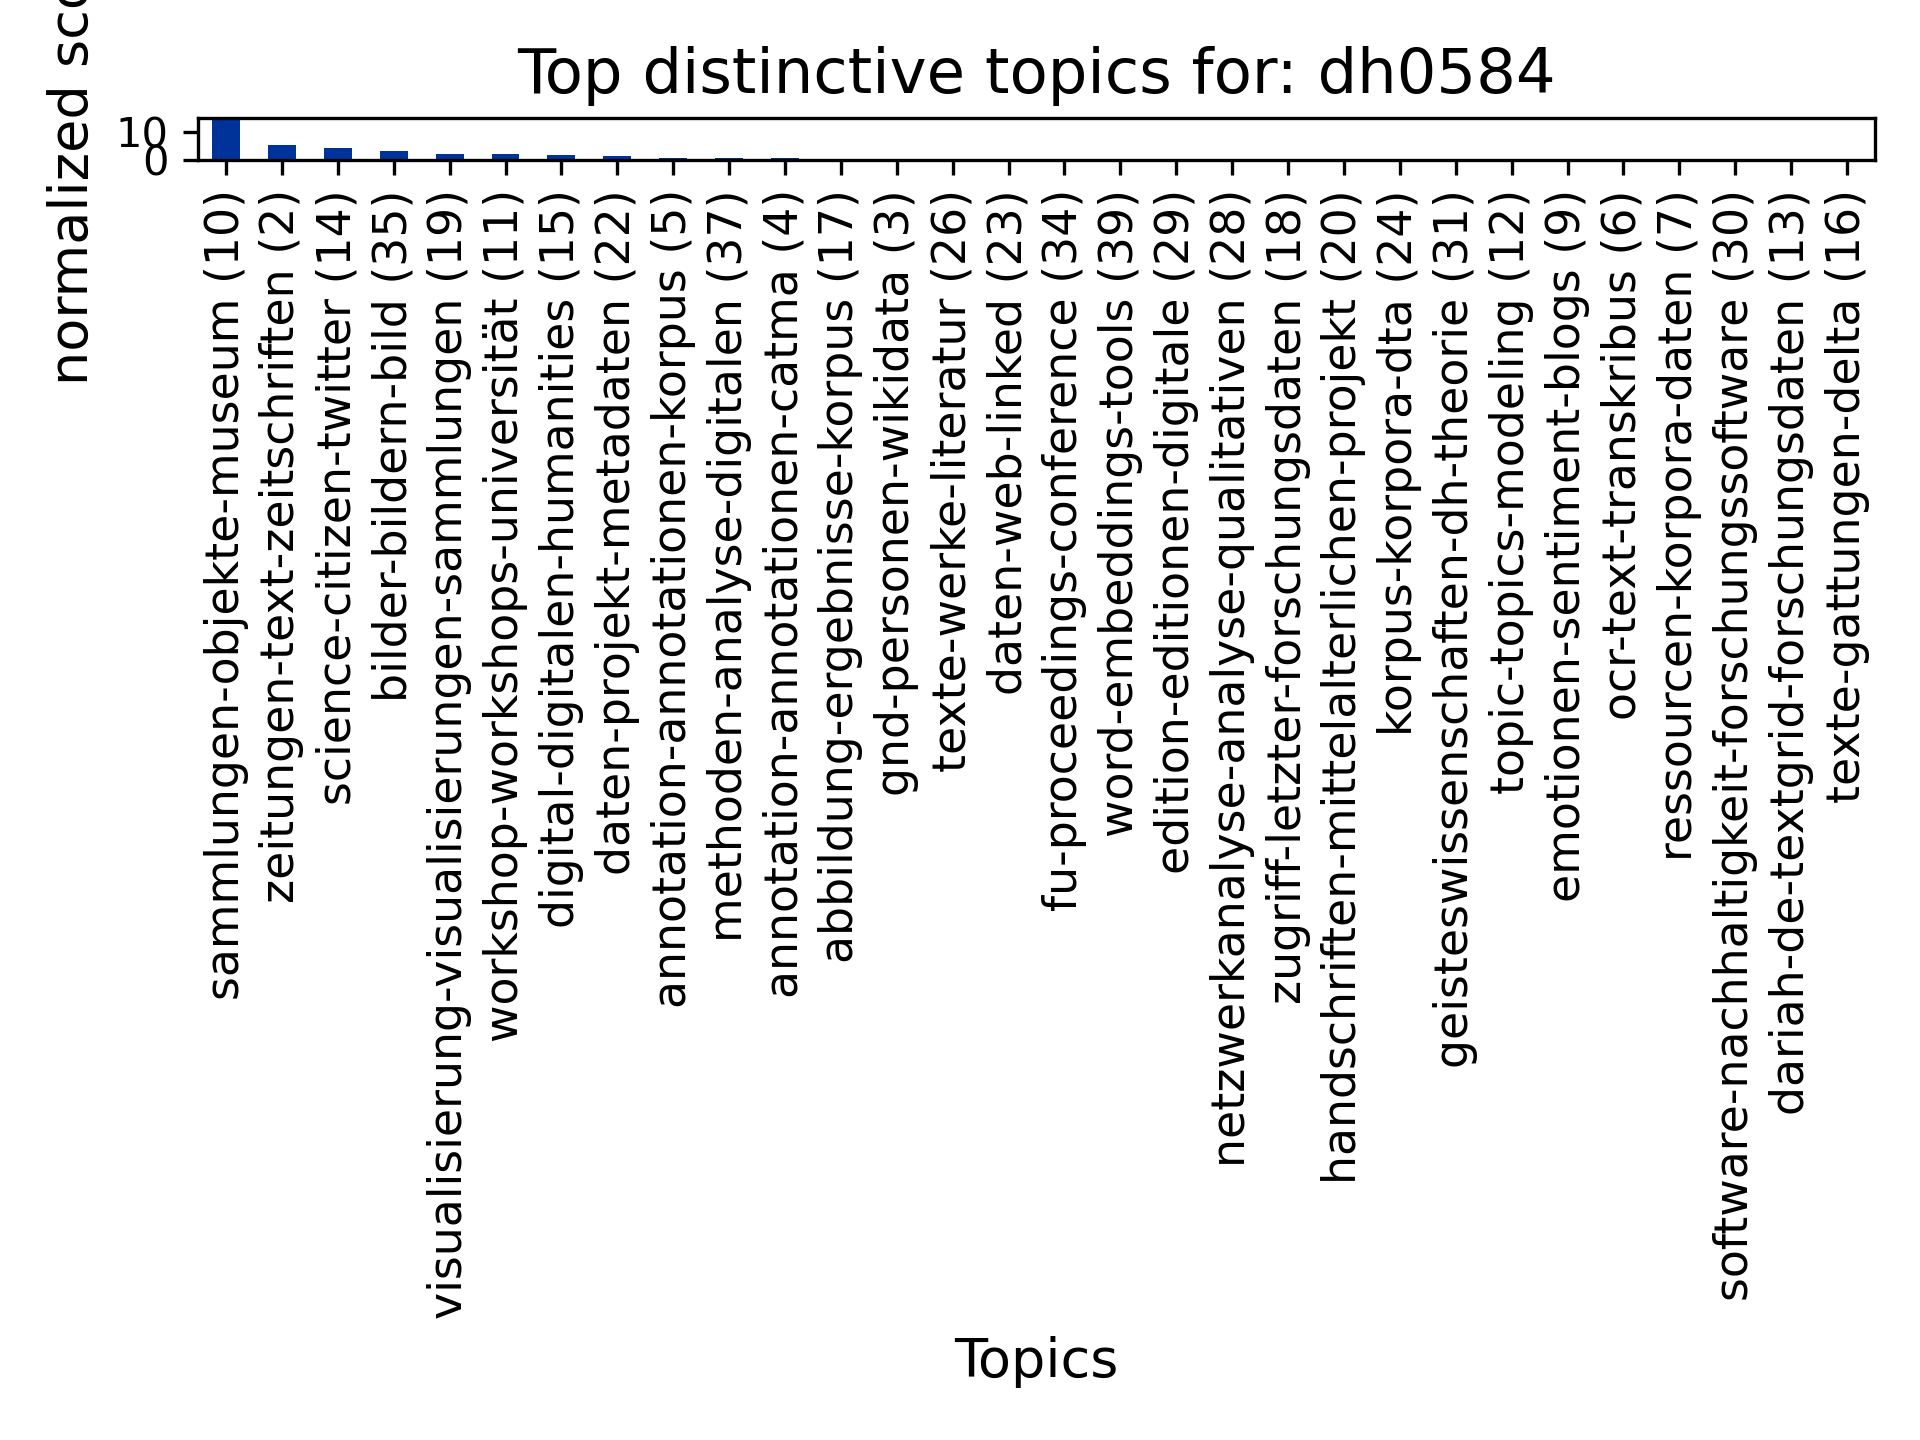 Top distinctive topics for: dh0584
normalized sco
10
0
sammlungen-objekte-museum (10)
zeitungen-text-zeitschriften (2)
science-citizen-twitter (14)
bilder-bildern-bild (35)
visualisierung-visualisierungen-sammlungen (19)
workshop-workshops-universität (11)
digital-digitalen-humanities (15)
daten-projekt-metadaten (22)
annotation-annotationen-korpus (5)
methoden-analyse-digitalen (37)
annotation-annotationen-catma (4)
abbildung-ergebnisse-korpus (17)
gnd-personen-wikidata (3)
texte-werke-literatur (26)
daten-web-linked (23)
fu-proceedings-conference (34)
word-embeddings-tools (39)
edition-editionen-digitale (29)
netzwerkanalyse-analyse-qualitativen (28)
zugriff-letzter-forschungsdaten (18)
handschriften-mittelalterlichen-projekt (20)
korpus-korpora-dta (24)
geisteswissenschaften-dh-theorie (31)
topic-topics-modeling (12)
emotionen-sentiment-blogs (9)
ocr-text-transkribus (6)
ressourcen-korpora-daten (7)
software-nachhaltigkeit-forschungssoftware (30)
dariah-de-textgrid-forschungsdaten (13)
texte-gattungen-delta (16)
Topics